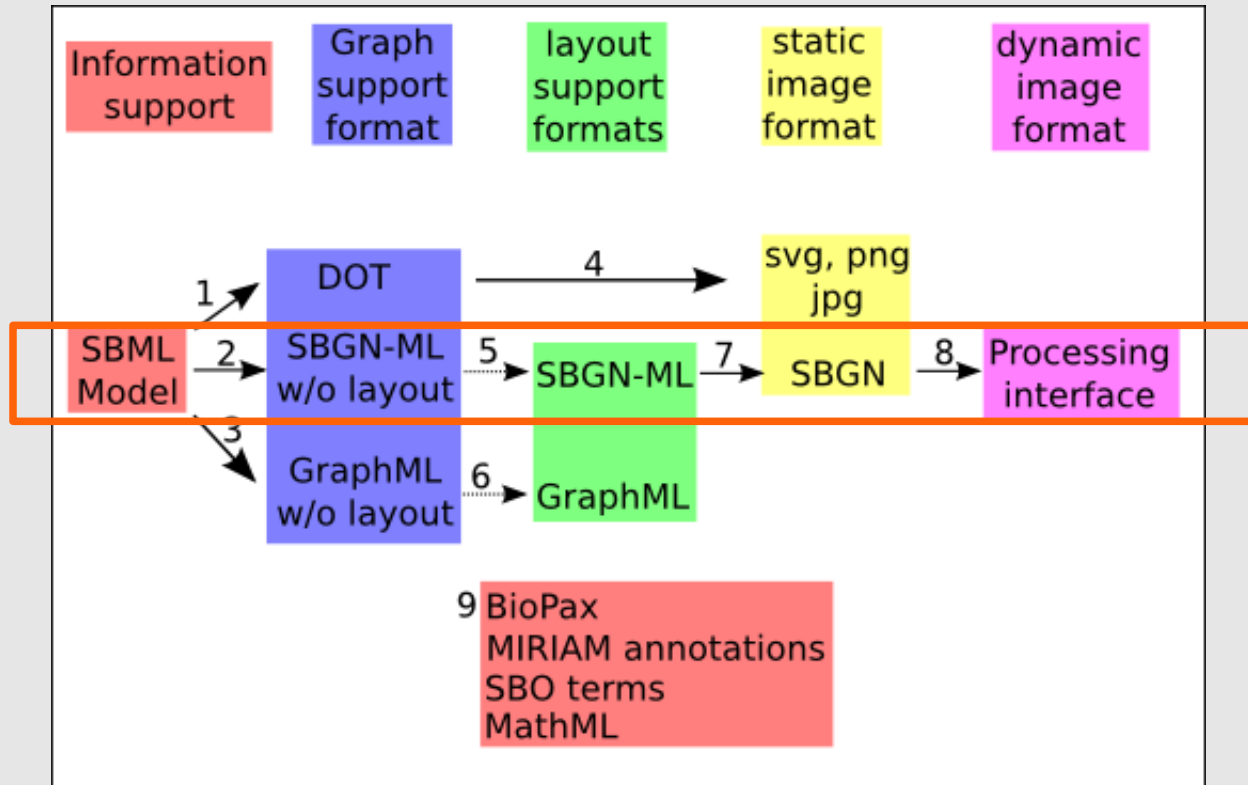 Information
support
Graph
support
format
layout
support
formats
static
image
format
dynamic
image
format
1
DOT
4
svg, png
jpg
SBML
Model
2
SBGN-ML
w/o layout
5
SBGN-ML
7
SBGN
8
Processing
interface
3
GraphML
w/o layout
6
GraphML
9
BioPax
MIRIAM annotations
SBO terms
MathML